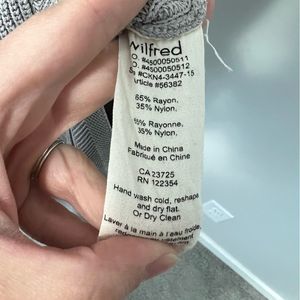 Wilfred
O. #4500050511
O. #4500050512
#CKN4-3447-15
Article #56382
65% Rayon,
35% Nylon,
% Rayonne,
35% Nylon,
Made in China
Fabriqué en Chine
CA 23725
RN 122354
Hand wash cold, reshape
and dry flat.
Or Dry Clean
Laver à la main à l'eau froide,